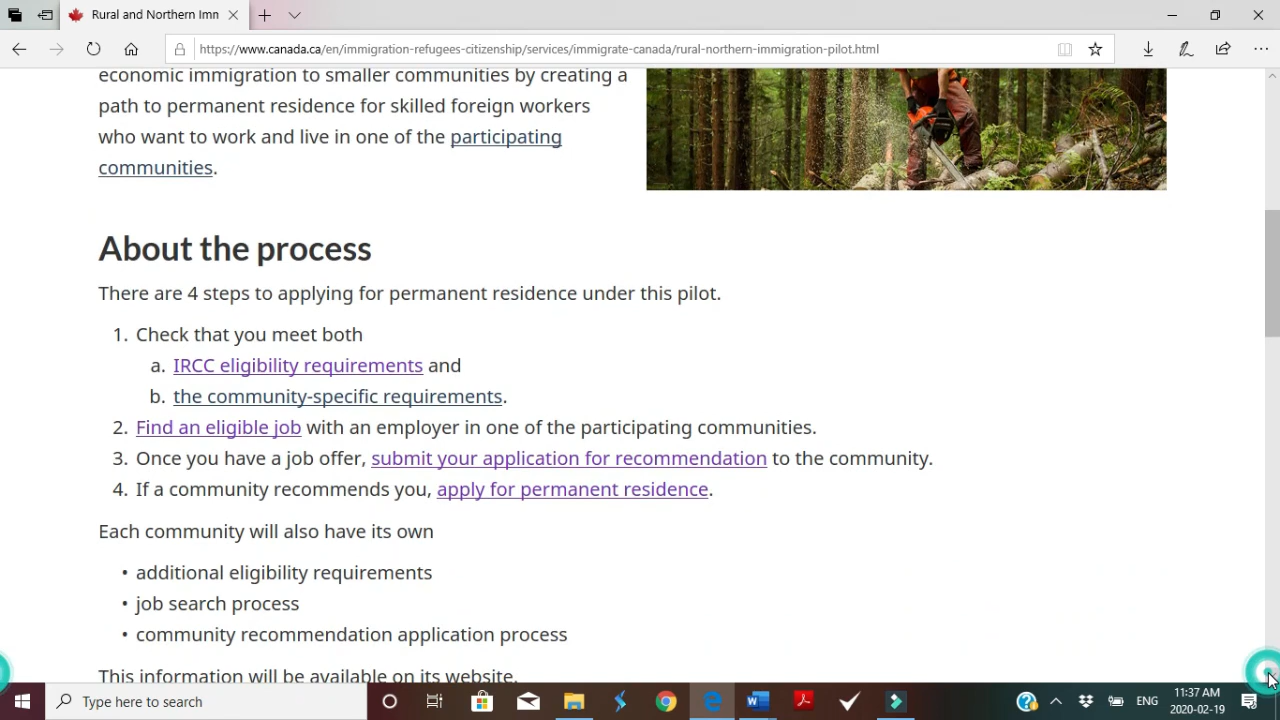 Rural and Northern Imm
https://www.canada.ca/en/immigration-refugees-citizenship/services/immigrate-canada/rural-northern-immigration-pilot.html
economic immigration to smaller communities by creating a
path to permanent residence for skilled foreign workers
who want to work and live in one of the participating
communities.
About the process
There are 4 steps to applying for permanent residence under this pilot.
1. Check that you meet both
a. IRCC eligibility requirements and
b. the community-specific requirements.
2. Find an eligible job with an employer in one of the participating communities.
3. Once you have a job offer, submit your application for recommendation to the community.
4. If a community recommends you, apply for permanent residence.
Each community will also have its own
• additional eligibility requirements
• job search process
• community recommendation application process
This information will be available on its website.
Type here to search
ENG
11:37 AM
2020-02-19